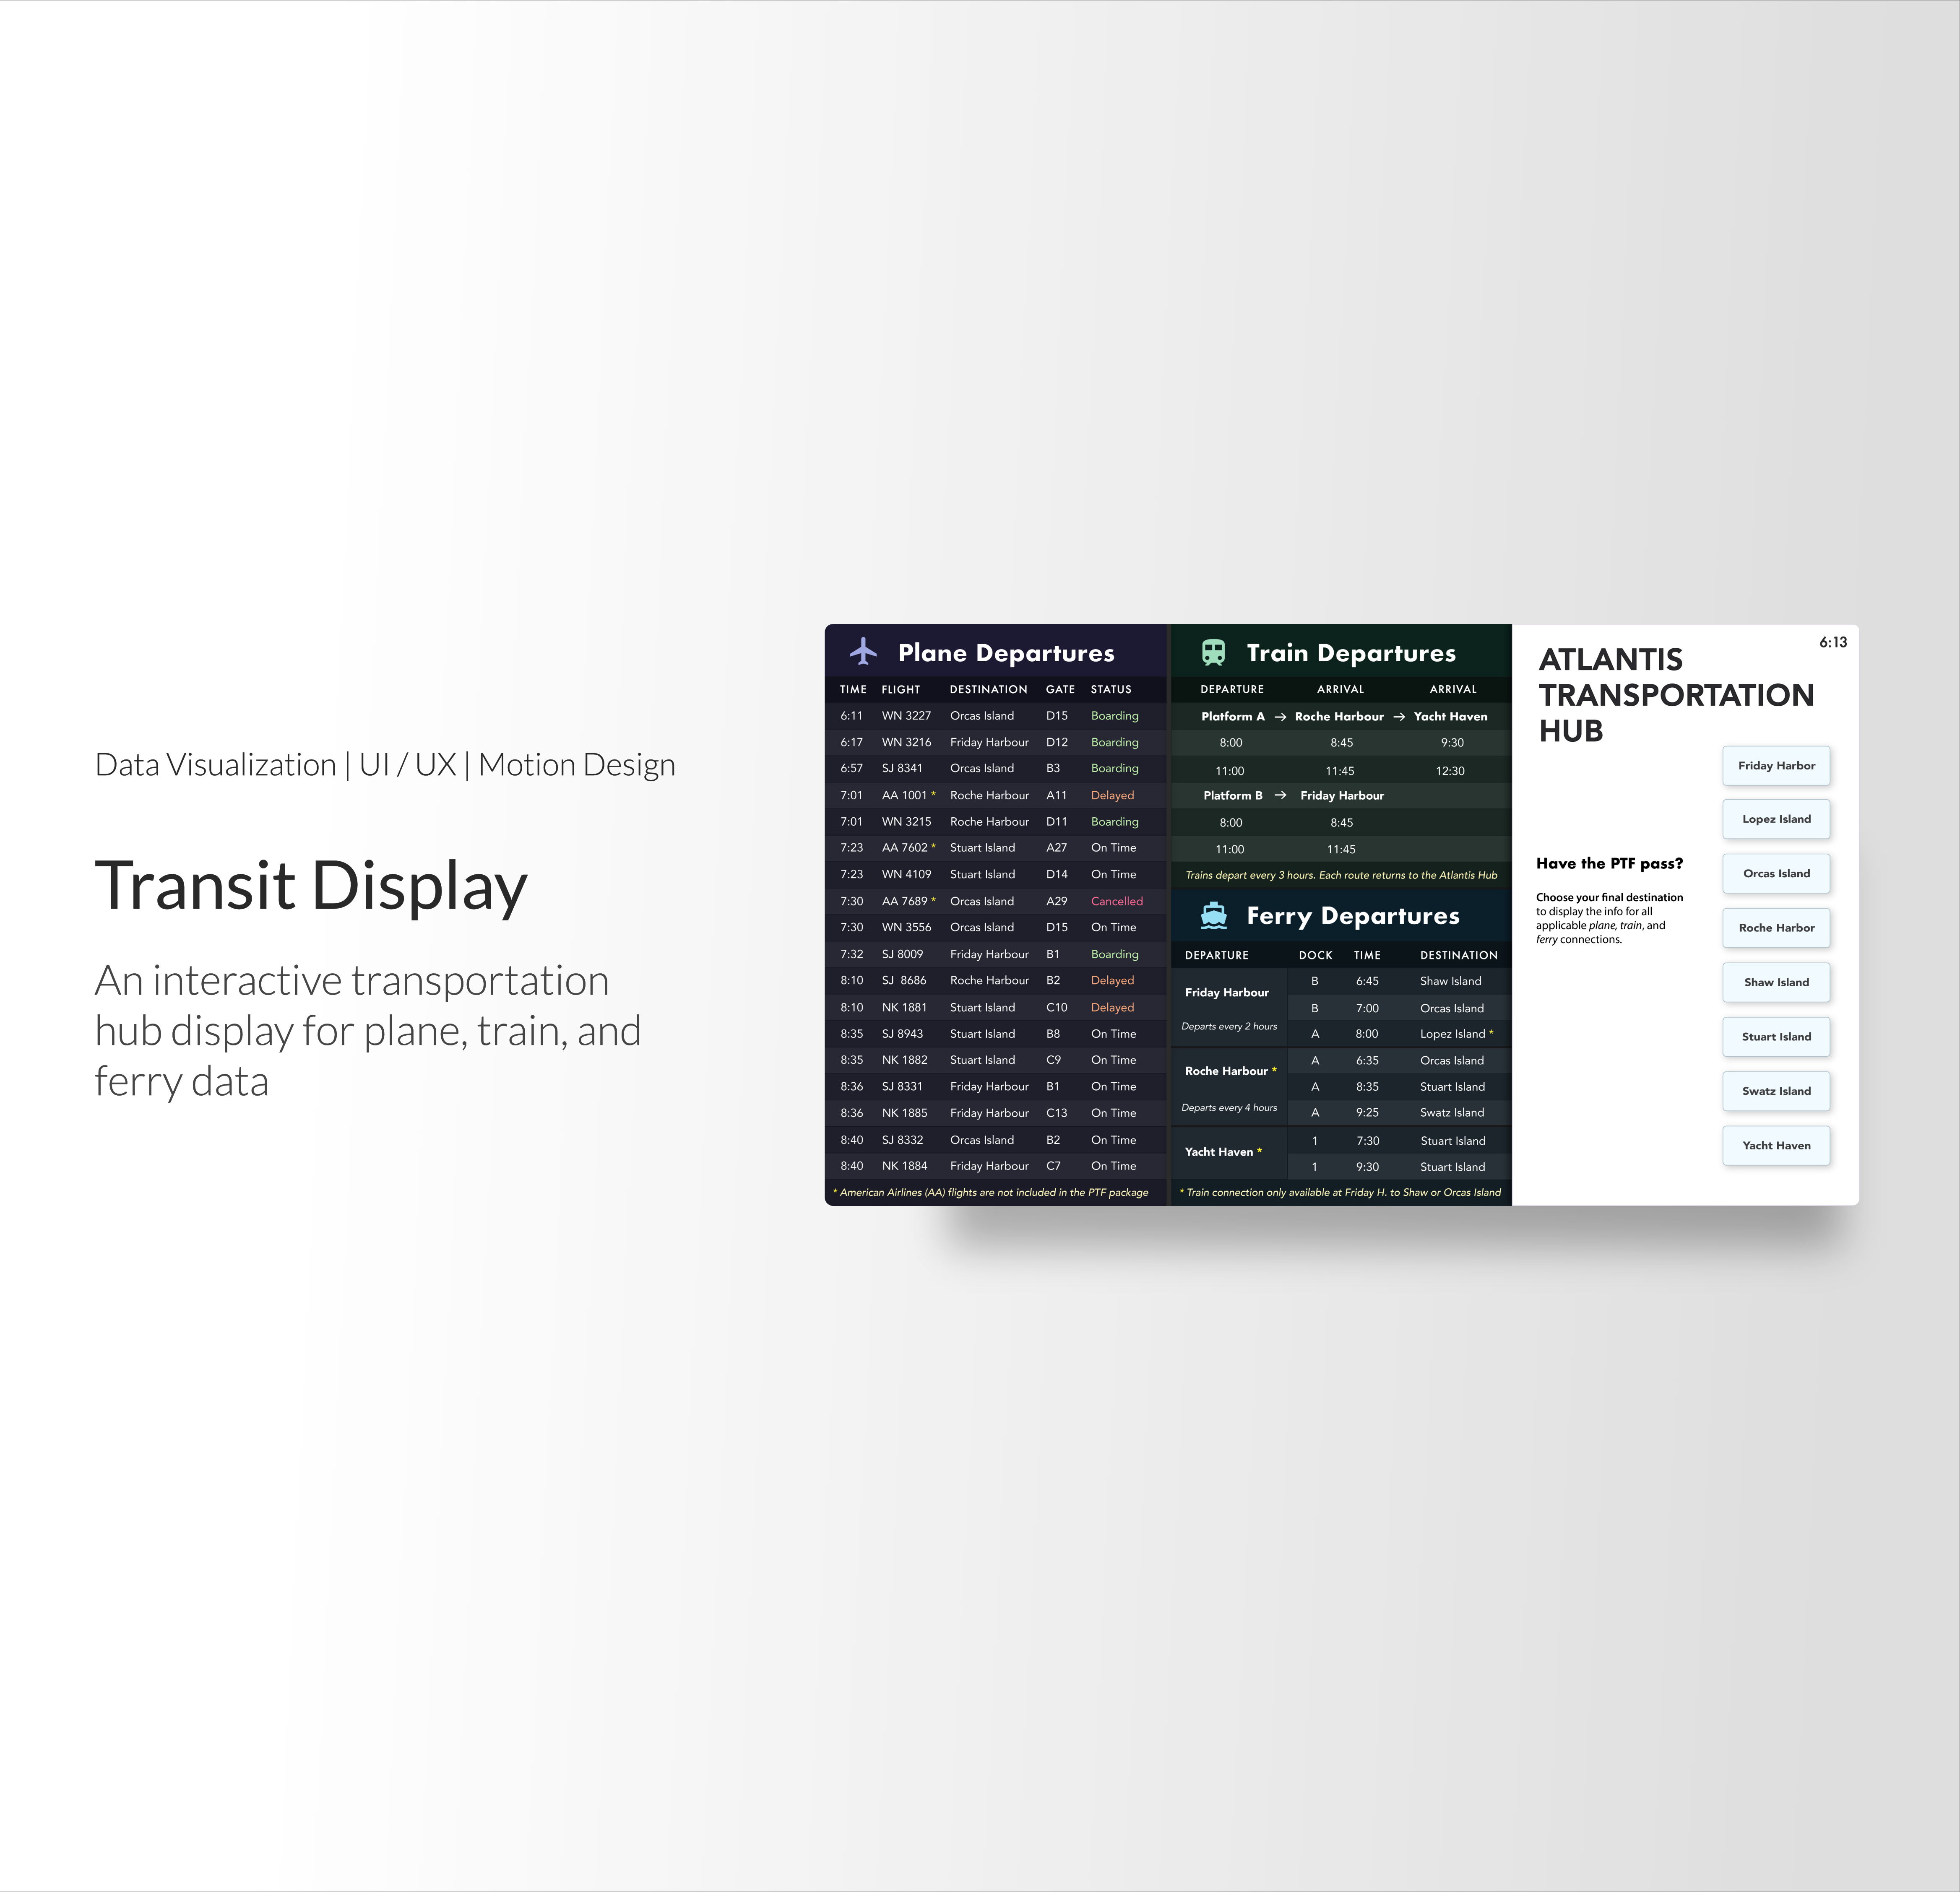 Data Visualization | UI / UX | Motion Design
Transit Display
An interactive transportation
hub display for plane, train, and
ferry data
Plane Departures
TIME FLIGHT DESTINATION GATE STATUS
6:11 WN 3227 Orcas Island D15 Boarding
6:17 WN 3216 Friday Harbour D12 Boarding
6:57 SJ 8341 Orcas Island B3 Boarding
7:01 AA 1001 * Roche Harbour A11 Delayed
7:01 WN 3215 Roche Harbour D11 Boarding
7:23 AA 7602 * Stuart Island A27 On Time
7:23 WN 4109 Stuart Island D14 On Time
7:30 AA 7689 * Orcas Island A29 Cancelled
7:30 WN 3556 Orcas Island D15 On Time
7:32 SJ 8009 Friday Harbour B1 Boarding
8:10 SJ 8686 Roche Harbour B2 Delayed
8:10 NK 1881 Stuart Island C10 Delayed
8:35 SJ 8943 Stuart Island B8 On Time
8:35 NK 1882 Stuart Island C9 On Time
8:36 SJ 8331 Friday Harbour B1 On Time
8:36 NK 1885 Friday Harbour C13 On Time
8:40 SJ 8332 Orcas Island B2 On Time
8:40 NK 1884 Friday Harbour C7 On Time
* American Airlines (AA) flights are not included in the PTF package
Train Departures
DEPARTURE ARRIVAL ARRIVAL
Platform A → Roche Harbour → Yacht Haven
8:00 8:45 9:30
11:00 11:45 12:30
Platform B → Friday Harbour
8:00 8:45
11:00 11:45
Trains depart every 3 hours. Each route returns to the Atlantis Hub
Ferry Departures
DEPARTURE DOCK TIME DESTINATION
Friday Harbour
Departs every 2 hours
B 6:45 Shaw Island
B 7:00 Orcas Island
A 8:00 Lopez Island *
Roche Harbour *
Departs every 4 hours
A 6:35 Orcas Island
A 8:35 Stuart Island
A 9:25 Swatz Island
Yacht Haven *
1 7:30 Stuart Island
1 9:30 Stuart Island
* Train connection only available at Friday H. to Shaw or Orcas Island
6:13
ATLANTIS
TRANSPORTATION
HUB
Have the PTF pass?
Choose your final destination
to display the info for all
applicable plane, train, and
ferry connections.
Friday Harbor
Lopez Island
Orcas Island
Roche Harbor
Shaw Island
Stuart Island
Swatz Island
Yacht Haven